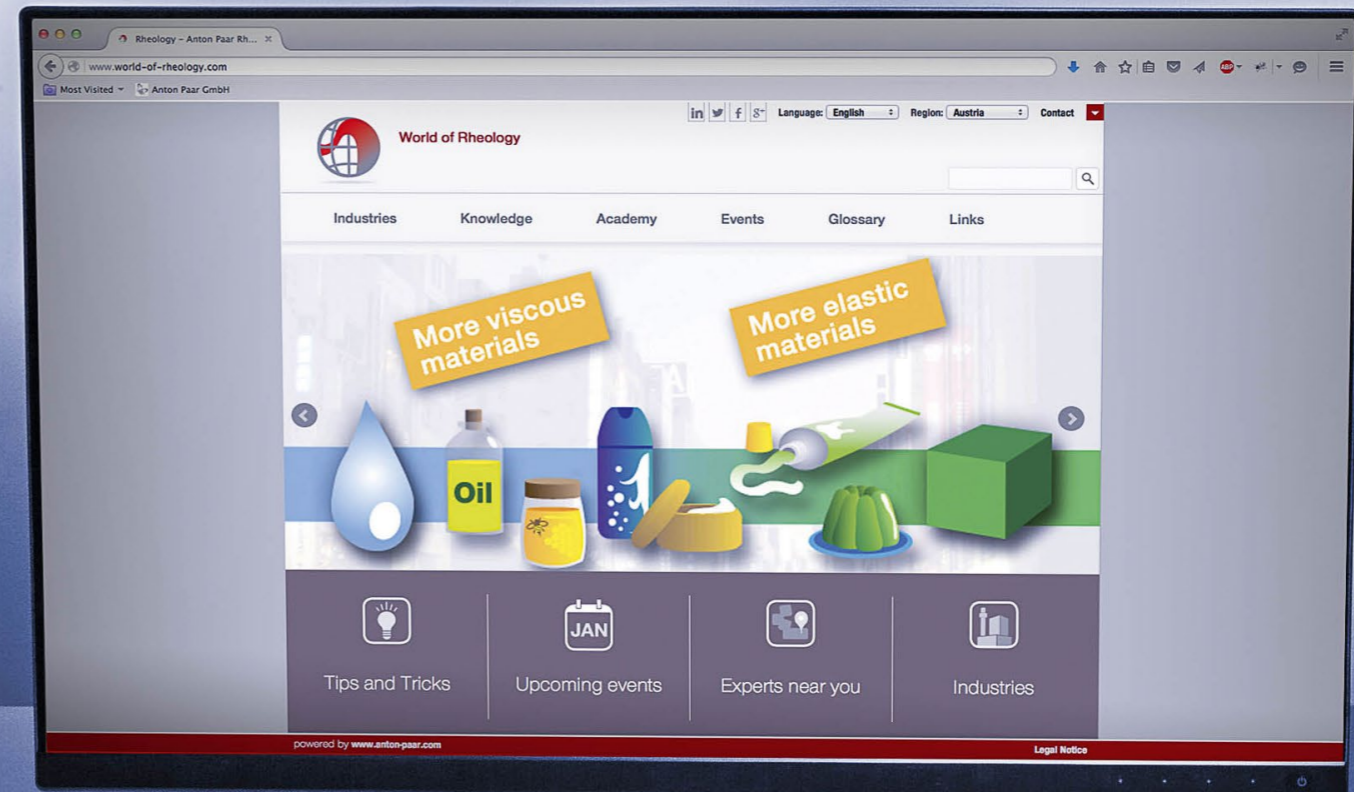 Rheology – Anton Paar Rh...
www.world-of-rheology.com
ABP
Most Visited
Anton Paar GmbH
in f g+ Language: English Region: Austria Contact
World of Rheology
Industries Knowledge Academy Events Glossary Links
More viscous
materials
More elastic
materials
Oil
JAN
Tips and Tricks Upcoming events Experts near you Industries
powered by www.anton-paar.com Legal Notice